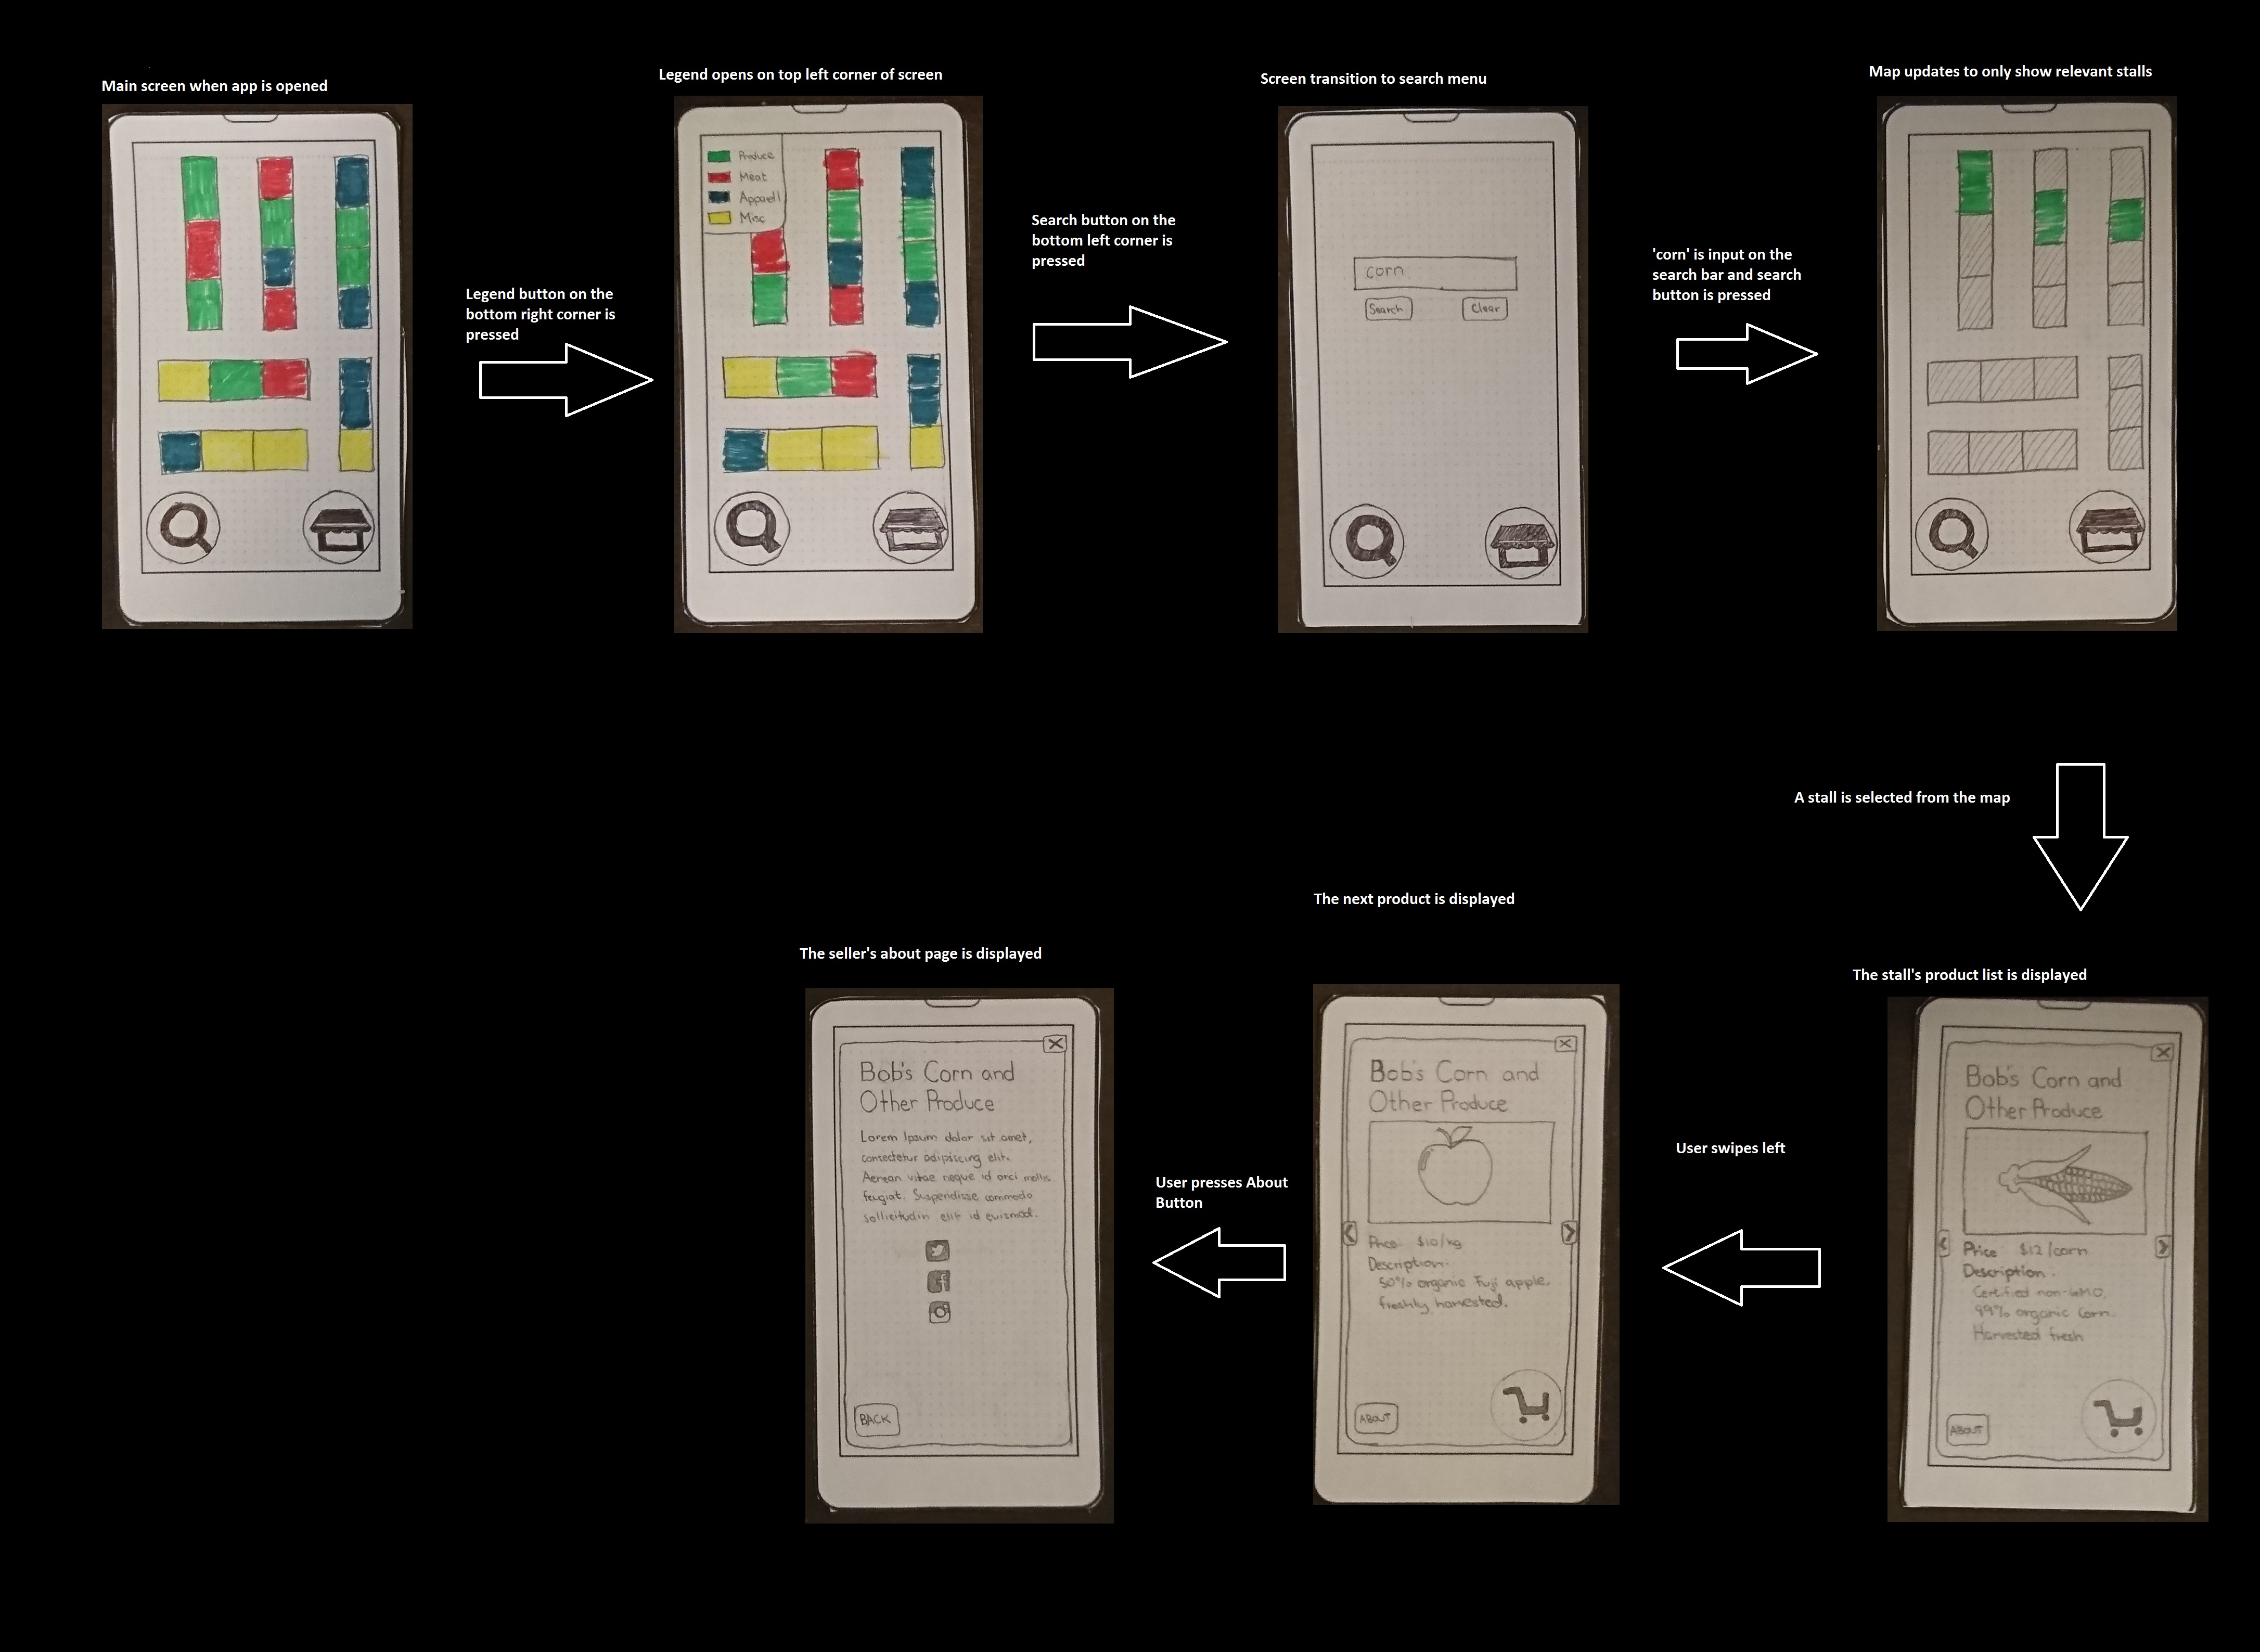 Main screen when app is opened
Legend button on the
bottom right corner is
pressed
Legend opens on top left corner of screen
Produce
Meat
Apparell
Misc
Search button on the
bottom left corner is
pressed
Screen transition to search menu
corn
Search
Clear
'corn' is input on the
search bar and search
button is pressed
Map updates to only show relevant stalls
A stall is selected from the map
The stall's product list is displayed
Bob's Corn and
Other Produce
Price $12/corn
Description.
Certified non-GMO,
99% organic Corn.
Harvested fresh
ABOUT
User swipes left
The next product is displayed
Bob's Corn and
Other Produce
Price: $10/kg
Description:
50% organic Fuji apple,
freshly harvested.
ABOUT
User presses About
Button
The seller's about page is displayed
Bob's Corn and
Other Produce
Lorem Ipsum dolor sit amet,
consectetur adipiscing elit.
Aenean vitae neque id orci mollis
feugiat. Suspendisse commodo
sollicitudin elit id euismod.
BACK